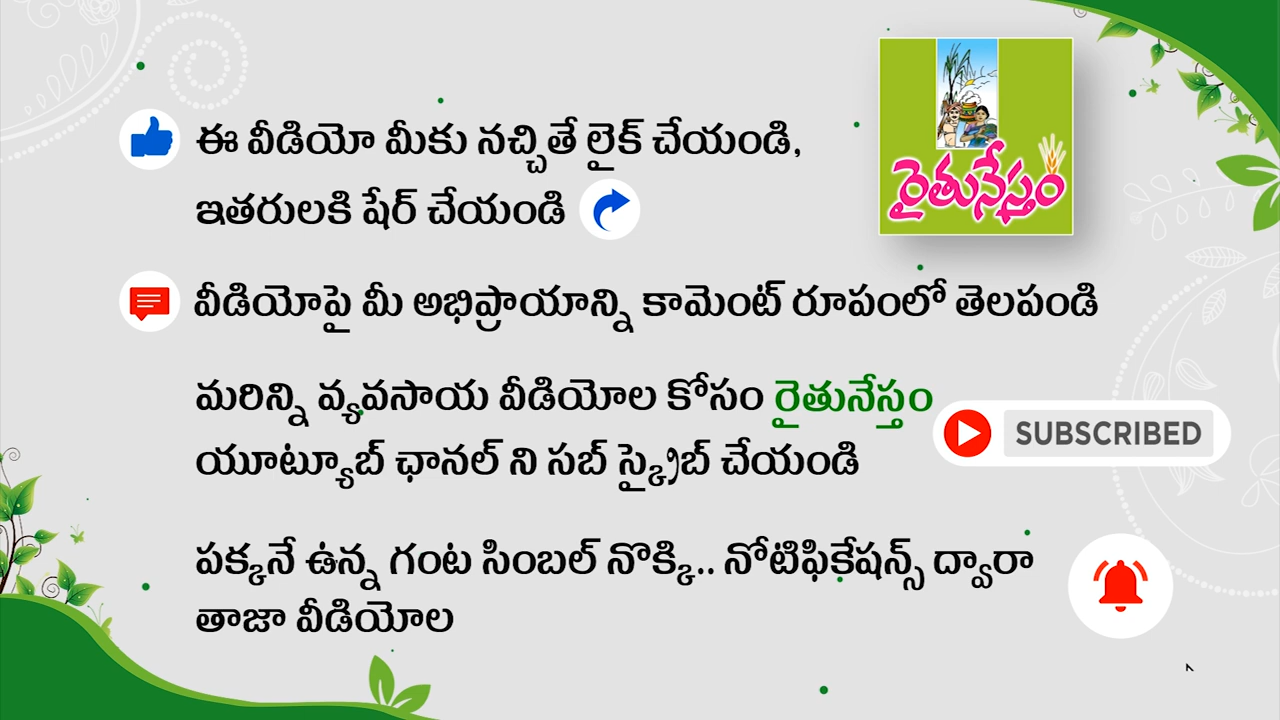 ఈ వీడియో మీకు నచ్చితే లైక్ చేయండి,
ఇతరులకి షేర్ చేయండి
రైతునేస్తం
వీడియోపై మీ అభిప్రాయాన్ని కామెంట్ రూపంలో తెలపండి
మరిన్ని వ్యవసాయ వీడియోల కోసం రైతునేస్తం
యూట్యూబ్ ఛానల్ ని సబ్ స్క్రైబ్ చేయండి
SUBSCRIBED
పక్కనే ఉన్న గంట సింబల్ నొక్కి.. నోటిఫికేషన్స్ ద్వారా
తాజా వీడియోల